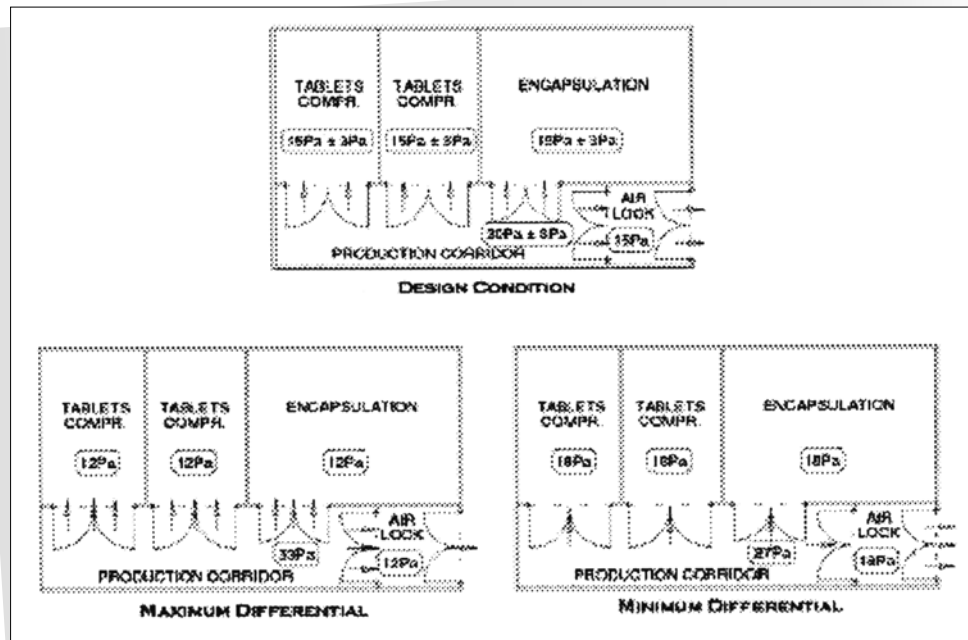 TABLETS
COMPR.
15Pa ± 3Pa
TABLETS
COMPR.
15Pa ± 3Pa
ENCAPSULATION
15Pa ± 3Pa
AIR
LOCK
15Pa
30Pa ± 3Pa
PRODUCTION CORRIDOR
DESIGN CONDITION
TABLETS
COMPR.
12Pa
TABLETS
COMPR.
12Pa
ENCAPSULATION
12Pa
AIR
LOCK
12Pa
33Pa
PRODUCTION CORRIDOR
MAXIMUM DIFFERENTIAL
TABLETS
COMPR.
18Pa
TABLETS
COMPR.
18Pa
ENCAPSULATION
18Pa
AIR
LOCK
18Pa
27Pa
PRODUCTION CORRIDOR
MINIMUM DIFFERENTIAL